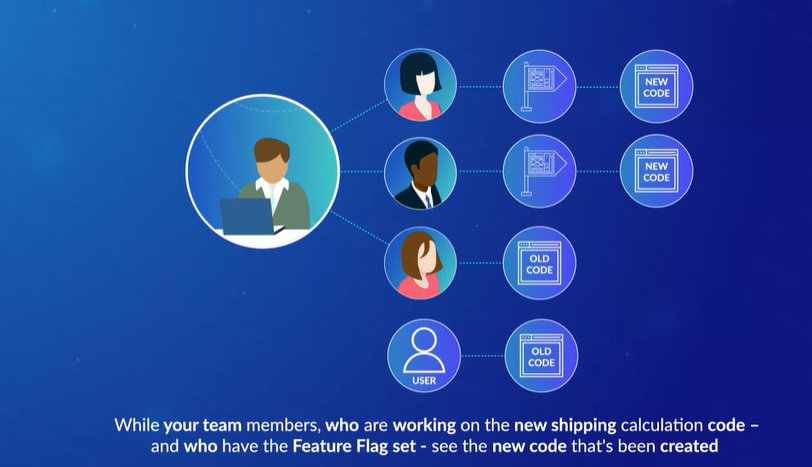 NEW
CODE
NEW
CODE
OLD
CODE
USER
OLD
CODE
While your team members, who are working on the new shipping calculation code –
and who have the Feature Flag set - see the new code that's been created